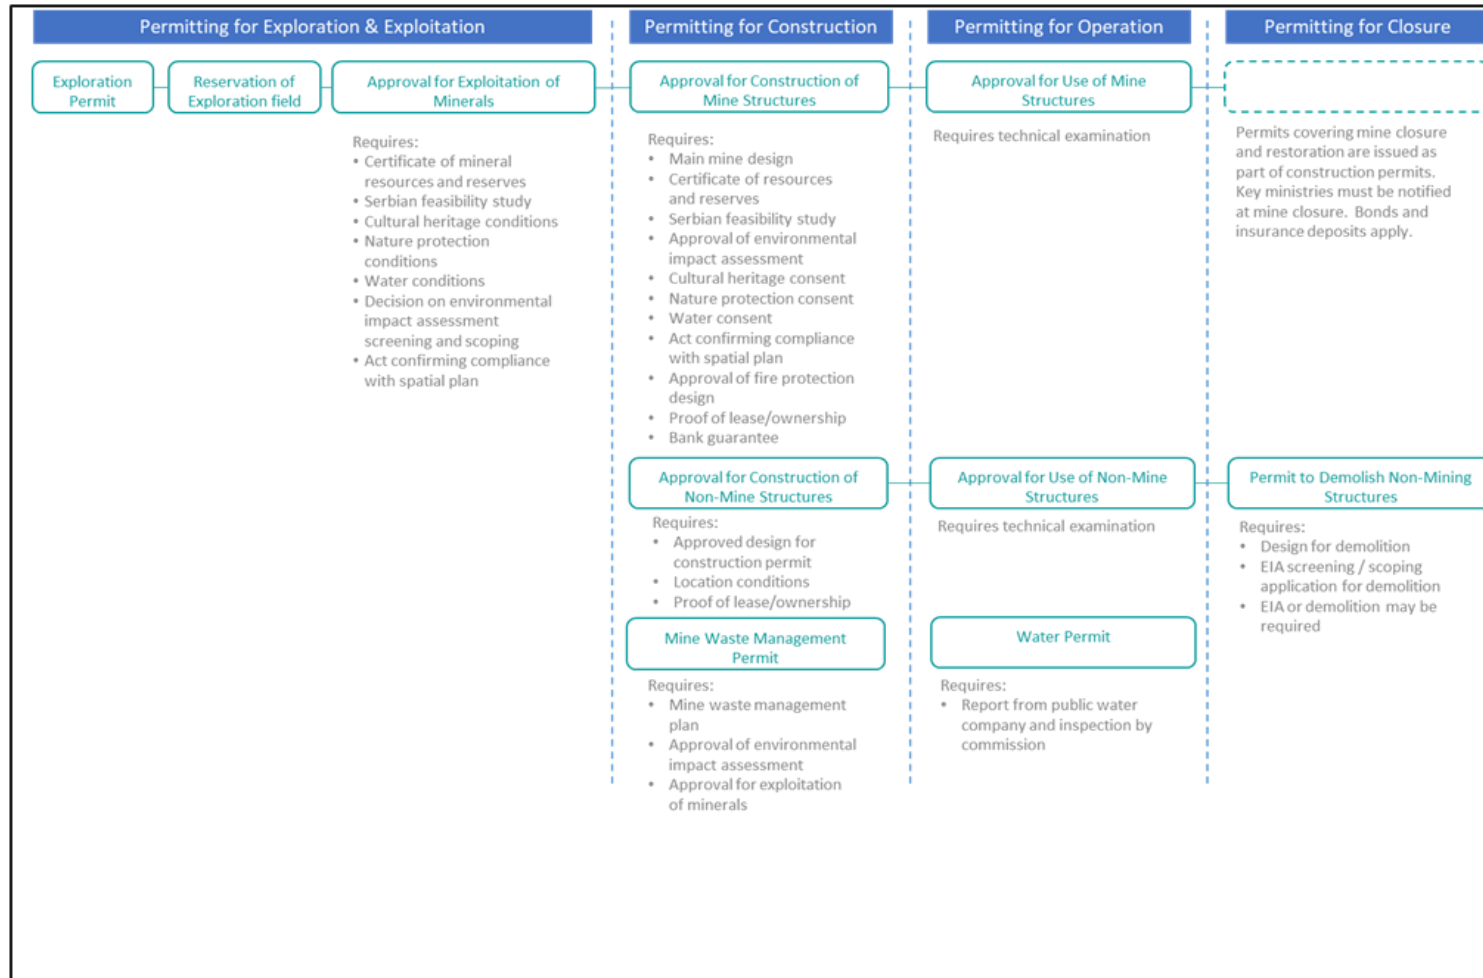 Permitting for Exploration & Exploitation
Permitting for Construction
Permitting for Operation
Permitting for Closure
Exploration
Permit
Reservation of
Exploration field
Approval for Exploitation of
Minerals
Requires:
• Certificate of mineral
resources and reserves
• Serbian feasibility study
• Cultural heritage conditions
• Nature protection
conditions
• Water conditions
• Decision on environmental
impact assessment
screening and scoping
• Act confirming compliance
with spatial plan
Approval for Construction of
Mine Structures
Requires:
• Main mine design
• Certificate of resources
and reserves
• Serbian feasibility study
• Approval of environmental
impact assessment
• Cultural heritage consent
• Nature protection consent
• Water consent
• Act confirming compliance
with spatial plan
• Approval of fire protection
design
• Proof of lease/ownership
• Bank guarantee
Approval for Construction of
Non-Mine Structures
Requires:
• Approved design for
construction permit
• Location conditions
• Proof of lease/ownership
Mine Waste Management
Permit
Requires:
• Mine waste management
plan
• Approval of environmental
impact assessment
• Approval for exploitation
of minerals
Approval for Use of Mine
Structures
Requires technical examination
Approval for Use of Non-Mine
Structures
Requires technical examination
Water Permit
Requires:
• Report from public water
company and inspection by
commission
Permits covering mine closure
and restoration are issued as
part of construction permits.
Key ministries must be notified
at mine closure. Bonds and
insurance deposits apply.
Permit to Demolish Non-Mining
Structures
Requires:
• Design for demolition
• EIA screening / scoping
application for demolition
• EIA or demolition may be
required